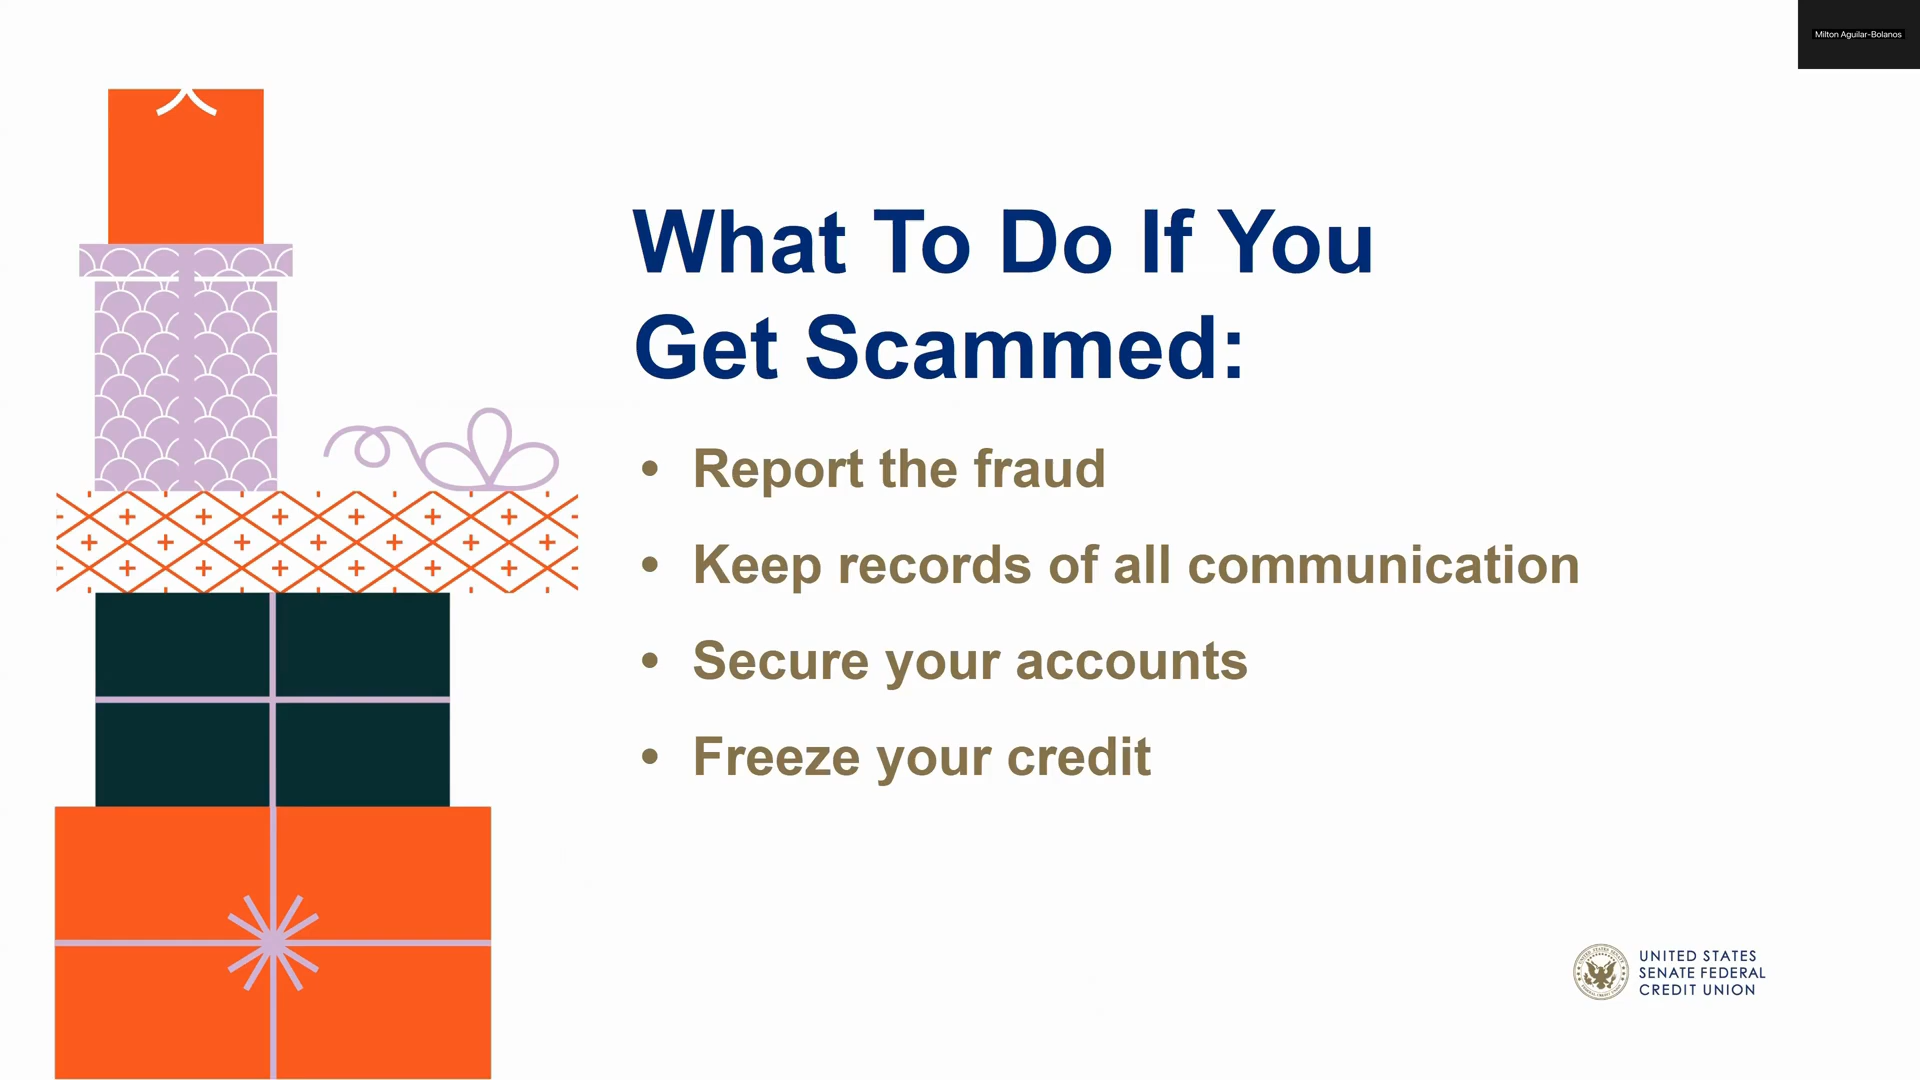 Milton Aguilar-Bolanos
What To Do If You
Get Scammed:
• Report the fraud
• Keep records of all communication
• Secure your accounts
• Freeze your credit
UNITED STATES
SENATE FEDERAL
CREDIT UNION